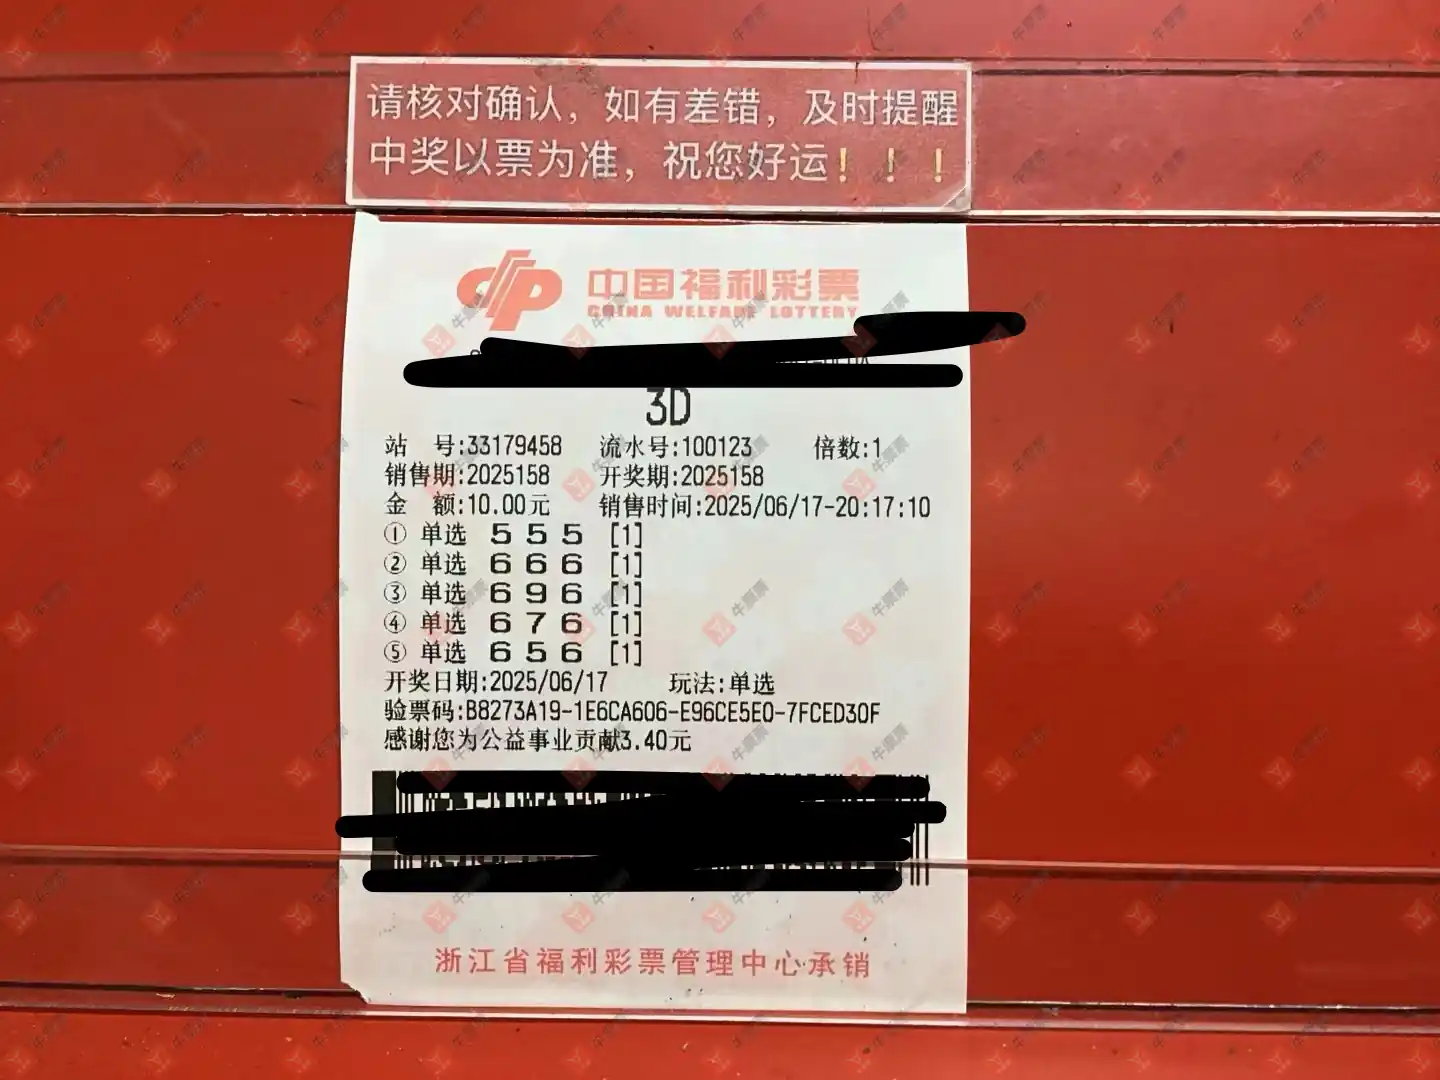 请核对确认，如有差错，及时提醒
中奖以票为准，祝您好运！！！
中国福利彩票
CHINA WELFARE LOTTERY
3D
站 号:33179458 流水号:100123 倍数:1
销售期:2025158 开奖期:2025158
金 额:10.00元 销售时间:2025/06/17-20:17:10
① 单选 5 5 5 [1]
② 单选 6 6 6 [1]
③ 单选 6 9 6 [1]
④ 单选 6 7 6 [1]
⑤ 单选 6 5 6 [1]
开奖日期:2025/06/17 玩法:单选
验票码:B8273A19-1E6CA606-E96CE5E0-7FCED30F
感谢您为公益事业贡献3.40元
浙江省福利彩票管理中心承销
牛票票